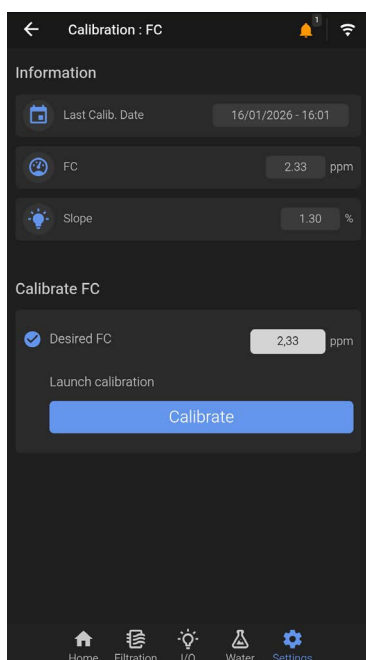 Calibration : FC
1
Information
Last Calib. Date 16/01/2026 - 16:01
FC 2.33 ppm
Slope 1.30 %
Calibrate FC
Desired FC 2,33 ppm
Launch calibration
Calibrate
Home Filtration I/O Water Settings